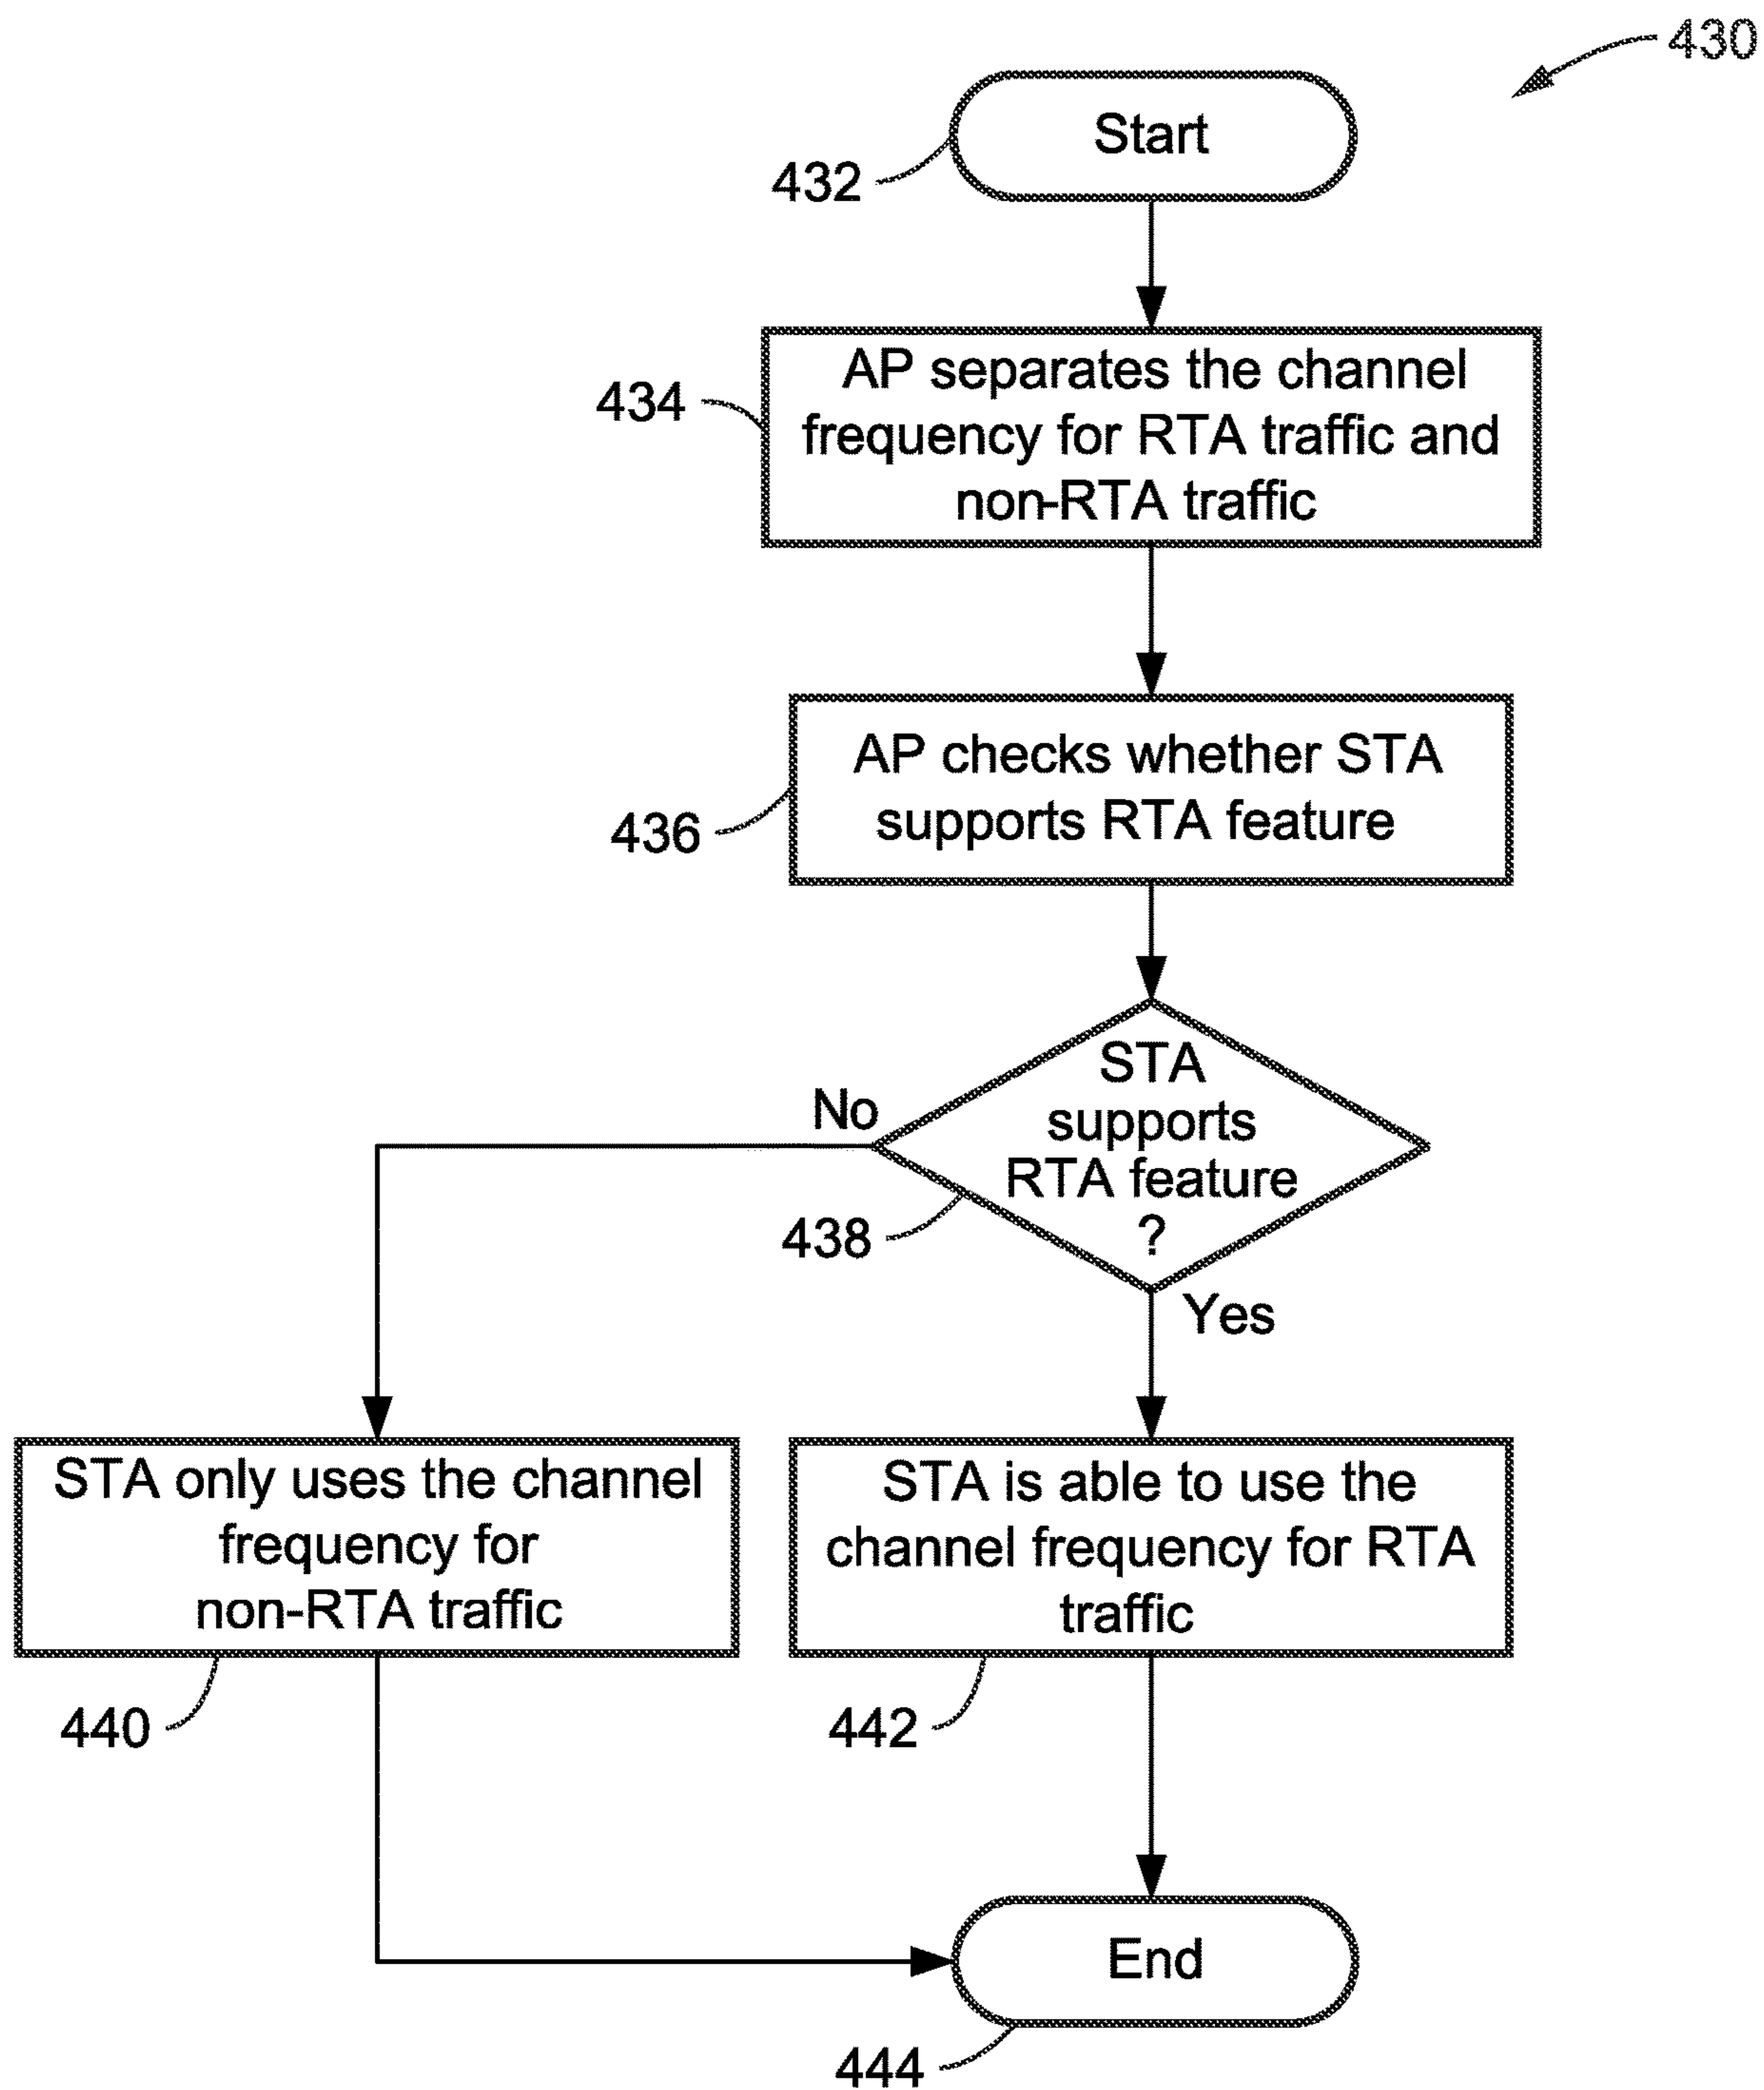 430
Start
432
AP separates the channel
frequency for RTA traffic and
non-RTA traffic
434
AP checks whether STA
supports RTA feature
436
STA
supports
RTA feature
?
No
438
Yes
STA only uses the channel
frequency for
non-RTA traffic
STA is able to use the
channel frequency for RTA
traffic
440
442
End
444